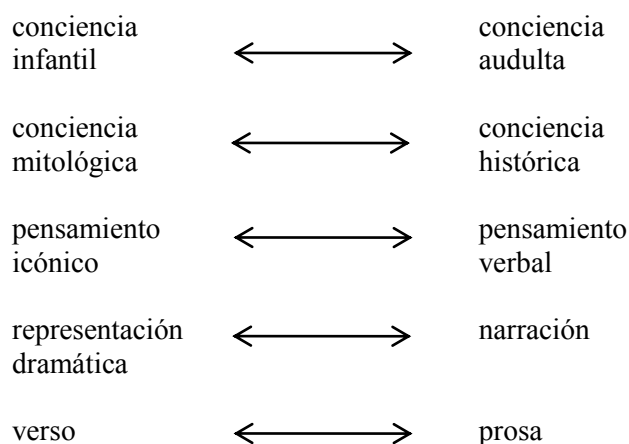 conciencia
infantil
conciencia
audulta
conciencia
mitológica
conciencia
histórica
pensamiento
icónico
pensamiento
verbal
representación
dramática
narración
verso
prosa